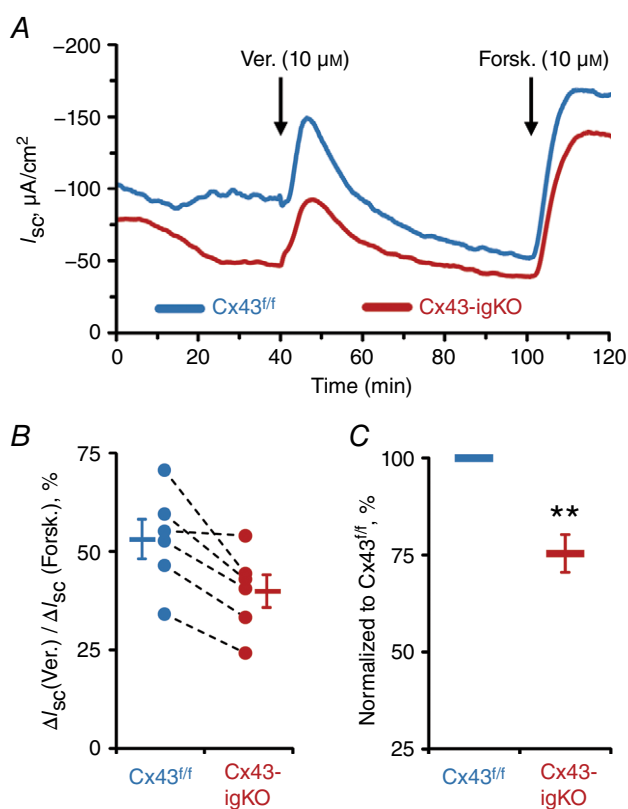 A
−200
−150
−100
−50
0
I_SC, µA/cm²
Ver. (10 µM)
Forsk. (10 µM)
Cx43^f/f
Cx43-igKO
0 20 40 60 80 100 120
Time (min)
B
75
50
25
0
ΔI_SC(Ver.) / ΔI_SC (Forsk.), %
Cx43^f/f
Cx43-
igKO
C
100
75
50
25
Normalized to Cx43^f/f, %
**
Cx43^f/f
Cx43-
igKO